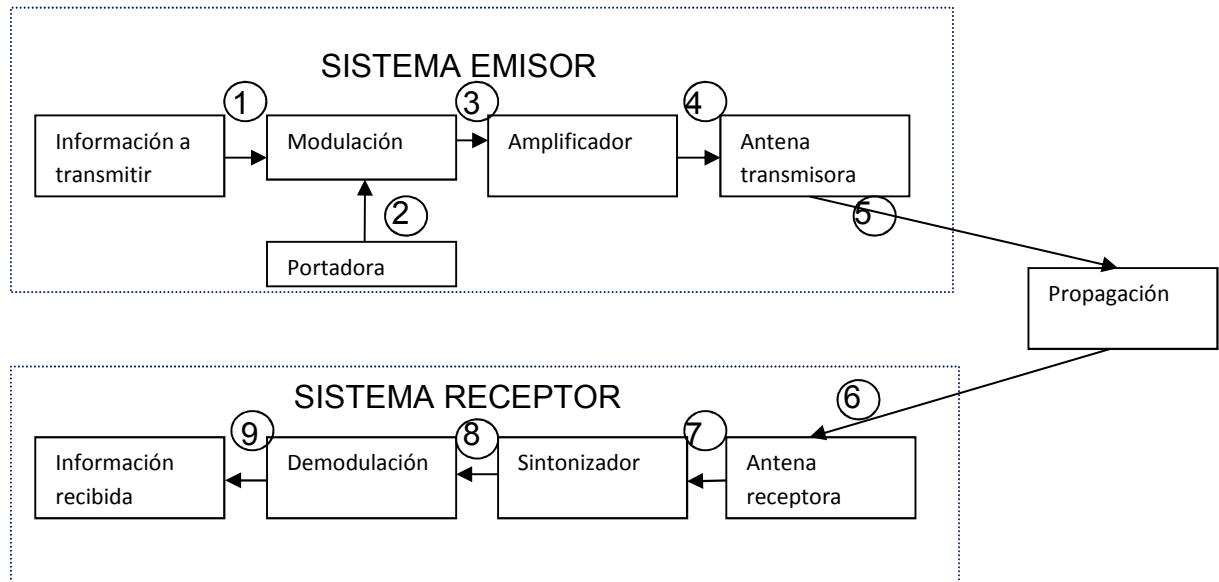 SISTEMA EMISOR
1
3
4
Información a
transmitir
Modulación
Amplificador
Antena
transmisora
2
5
Portadora
Propagación
SISTEMA RECEPTOR
6
9
8
7
Información
recibida
Demodulación
Sintonizador
Antena
receptora